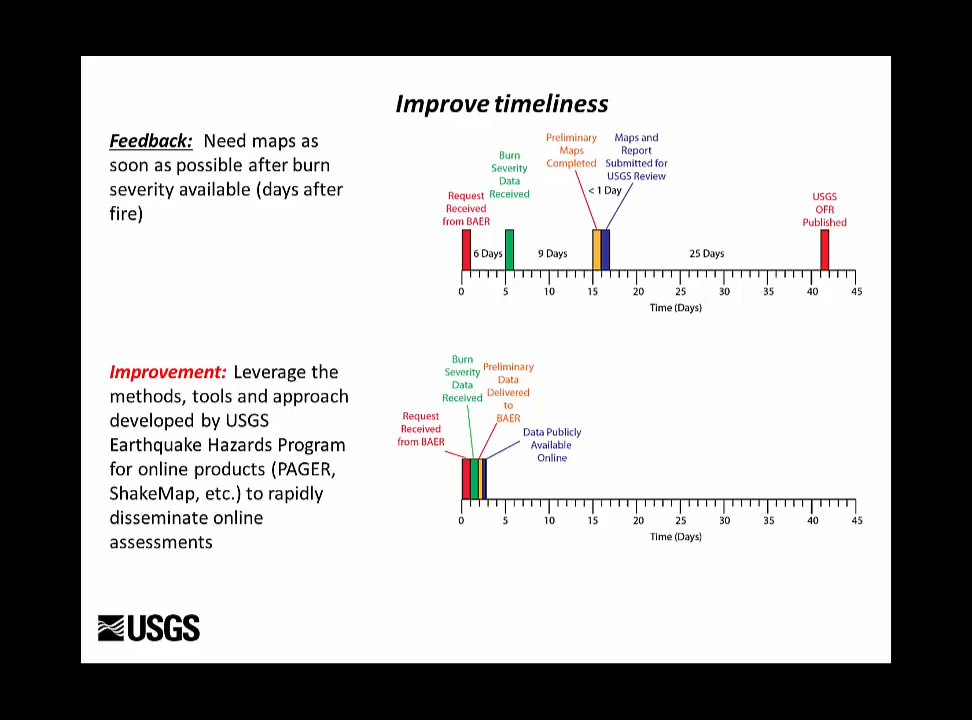 Improve timeliness
Feedback: Need maps as
soon as possible after burn
severity available (days after
fire)
Request
Received
from BAER
Burn
Severity
Data
Received
Preliminary
Maps
Completed
Maps and
Report
Submitted for
USGS Review
< 1 Day
USGS
OFR
Published
6 Days
9 Days
25 Days
0 5 10 15 20 25 30 35 40 45
Time (Days)
Improvement: Leverage the
methods, tools and approach
developed by USGS
Earthquake Hazards Program
for online products (PAGER,
ShakeMap, etc.) to rapidly
disseminate online
assessments
Request
Received
from BAER
Burn
Severity
Data
Received
Preliminary
Data
Delivered
to
BAER
Data Publicly
Available
Online
0 5 10 15 20 25 30 35 40 45
Time (Days)
USGS